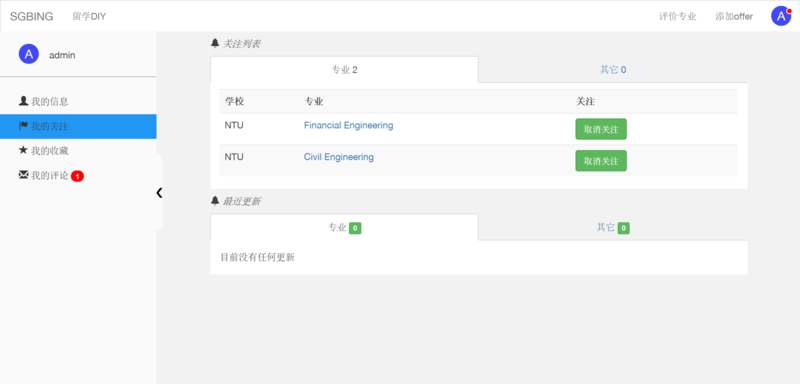 SGBING 留学DIY 评价专业 添加offer A
A admin
我的信息
我的关注
我的收藏
我的评论 1
关注列表
专业 2 其它 0
学校 专业 关注
NTU Financial Engineering 取消关注
NTU Civil Engineering 取消关注
最近更新
专业 0 其它 0
目前没有任何更新